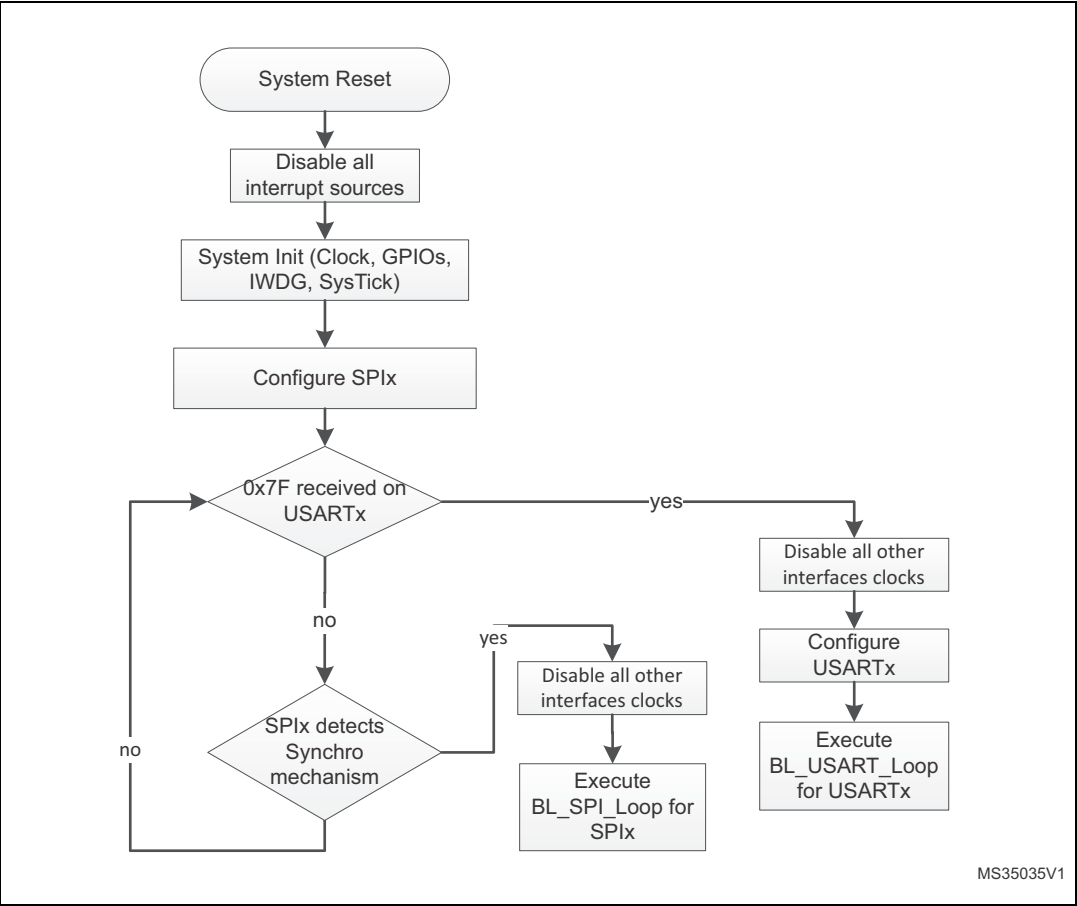 System Reset
Disable all
interrupt sources
System Init (Clock, GPIOs,
IWDG, SysTick)
Configure SPIx
0x7F received on
USARTx
yes
Disable all other
interfaces clocks
Configure
USARTx
Execute
BL_USART_Loop
for USARTx
no
SPIx detects
Synchro
mechanism
yes
Disable all other
interfaces clocks
Execute
BL_SPI_Loop for
SPIx
no
MS35035V1